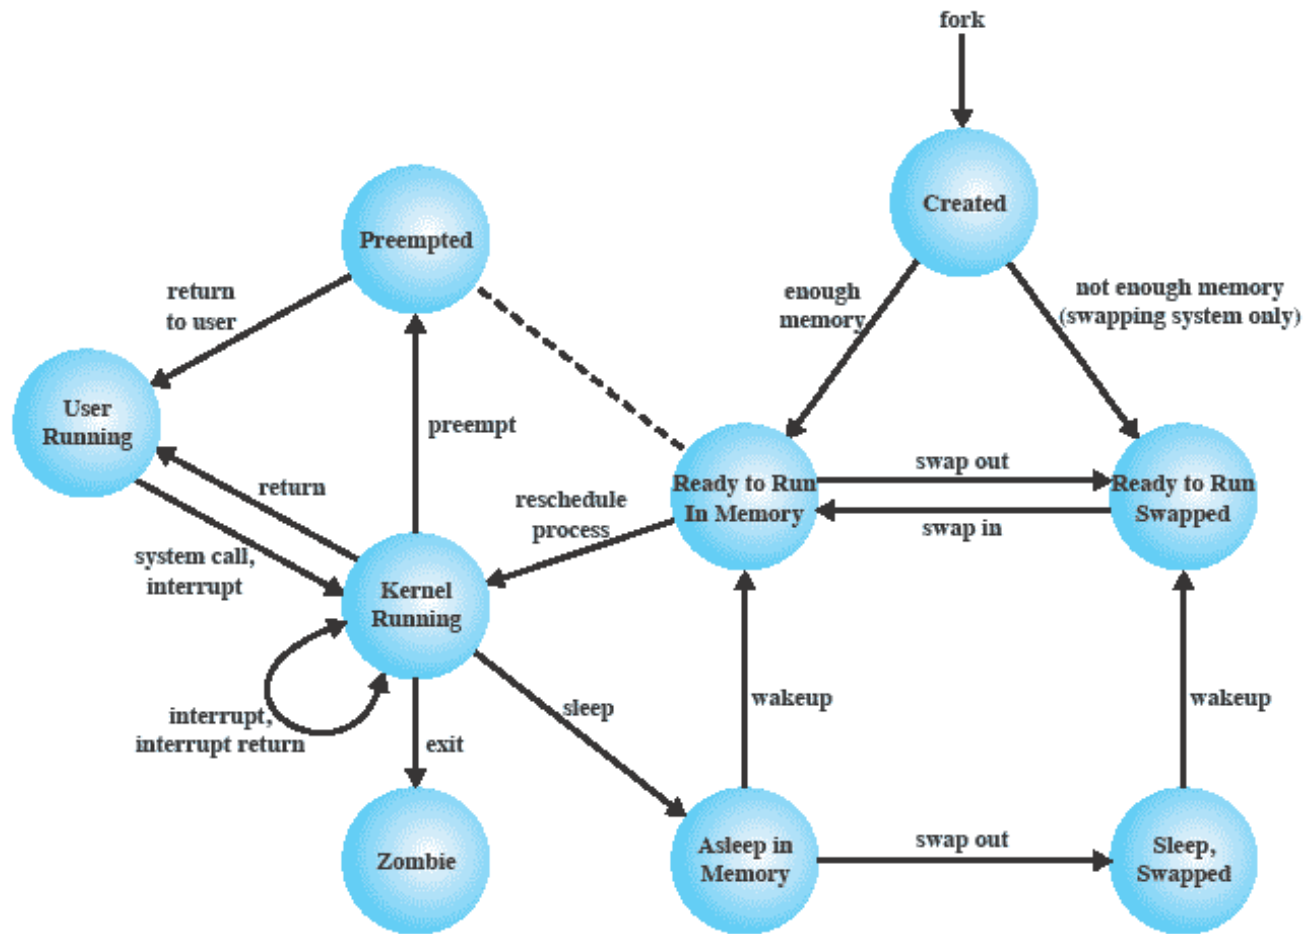 fork
Created
Preempted
return
to user
enough
memory
not enough memory
(swapping system only)
User
Running
preempt
return
reschedule
process
Ready to Run
In Memory
swap out
swap in
Ready to Run
Swapped
system call,
interrupt
Kernel
Running
interrupt,
interrupt return
exit
sleep
wakeup
wakeup
Zombie
Asleep in
Memory
swap out
Sleep,
Swapped